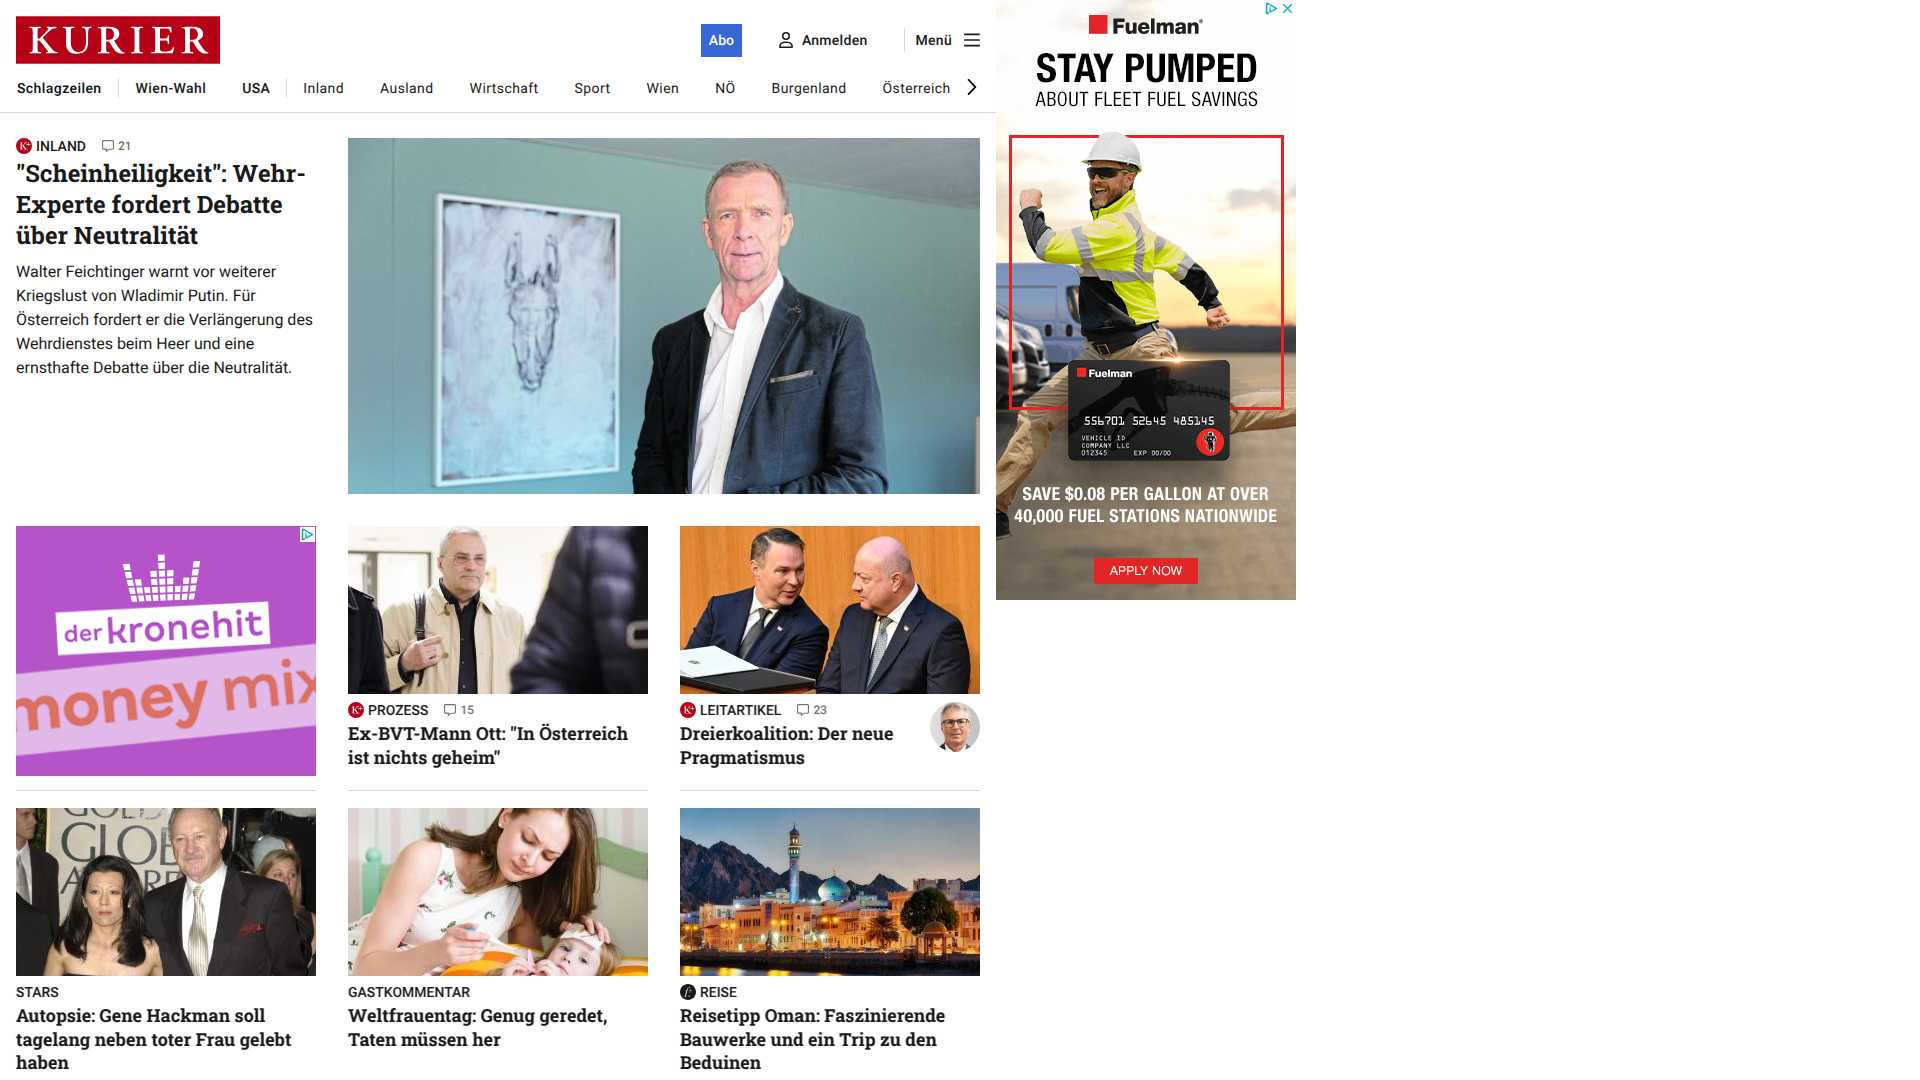 KURIER
Abo
Anmelden
Menü
Schlagzeilen
Wien-Wahl
USA
Inland
Ausland
Wirtschaft
Sport
Wien
NÖ
Burgenland
Österreich
K+ INLAND 21
"Scheinheiligkeit": Wehr-
Experte fordert Debatte
über Neutralität
Walter Feichtinger warnt vor weiterer
Kriegslust von Wladimir Putin. Für
Österreich fordert er die Verlängerung des
Wehrdienstes beim Heer und eine
ernsthafte Debatte über die Neutralität.
der kronehit
money mix
K+ PROZESS 15
Ex-BVT-Mann Ott: "In Österreich
ist nichts geheim"
K+ LEITARTIKEL 23
Dreierkoalition: Der neue
Pragmatismus
GLOBE
STARS
Autopsie: Gene Hackman soll
tagelang neben toter Frau gelebt
haben
GASTKOMMENTAR
Weltfrauentag: Genug geredet,
Taten müssen her
REISE
Reisetipp Oman: Faszinierende
Bauwerke und ein Trip zu den
Beduinen
Fuelman
STAY PUMPED
ABOUT FLEET FUEL SAVINGS
Fuelman
556701 52645 485145
VEHICLE ID
COMPANY LLC
012345 EXP 00/00
SAVE $0.08 PER GALLON AT OVER
40,000 FUEL STATIONS NATIONWIDE
APPLY NOW